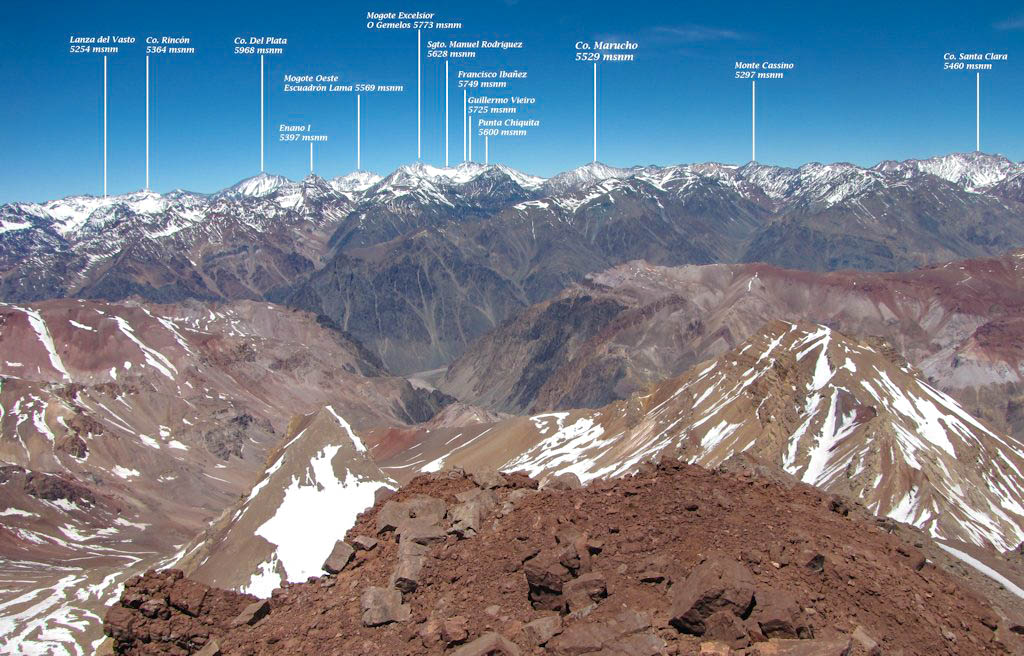 Lanza del Vasto
5254 msnm
Co. Rincón
5364 msnm
Co. Del Plata
5968 msnm
Enano I
5397 msnm
Mogote Oeste
Escuadrón Lama 5569 msnm
Mogote Excelsior
O Gemelos 5773 msnm
Sgto. Manuel Rodríguez
5628 msnm
Francisco Ibañez
5749 msnm
Guillermo Vieiro
5725 msnm
Punta Chiquita
5600 msnm
Co. Marucho
5529 msnm
Monte Cassino
5297 msnm
Co. Santa Clara
5460 msnm